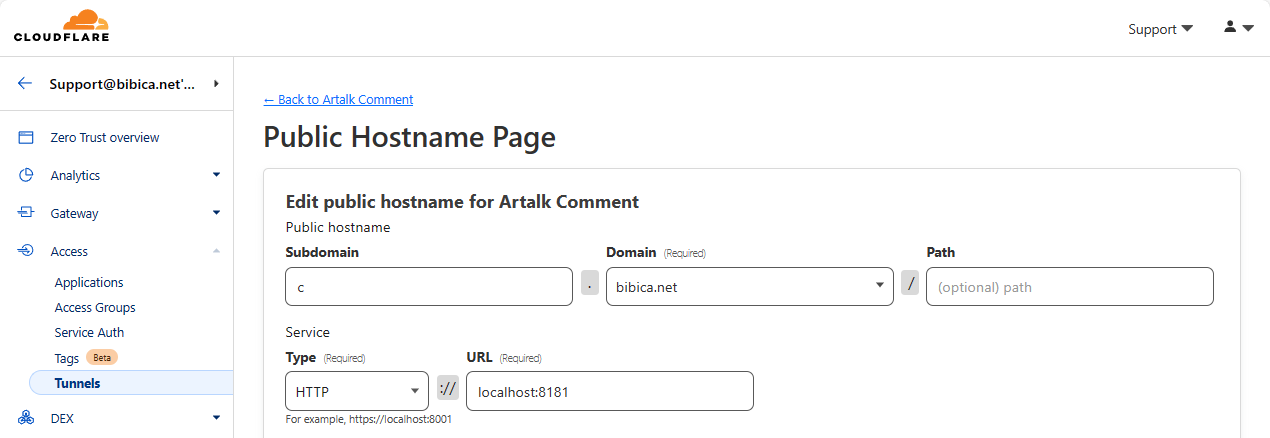 CLOUDFLARE
Support
Support@bibica.net'...
← Back to Artalk Comment
Zero Trust overview
Public Hostname Page
Analytics
Gateway
Access
Applications
Access Groups
Service Auth
Tags Beta
Tunnels
DEX
Edit public hostname for Artalk Comment
Public hostname
Subdomain Domain (Required) Path
c . bibica.net / (optional) path
Service
Type (Required) URL (Required)
HTTP :// localhost:8181
For example, https://localhost:8001